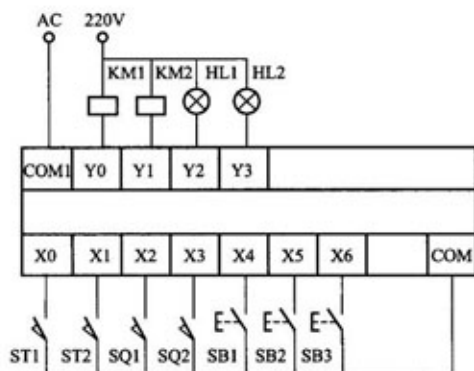 AC 220V
KM1 KM2 HL1 HL2
COM1 Y0 Y1 Y2 Y3
X0 X1 X2 X3 X4 X5 X6 COM
ST1 ST2 SQ1 SQ2 SB1 SB2 SB3